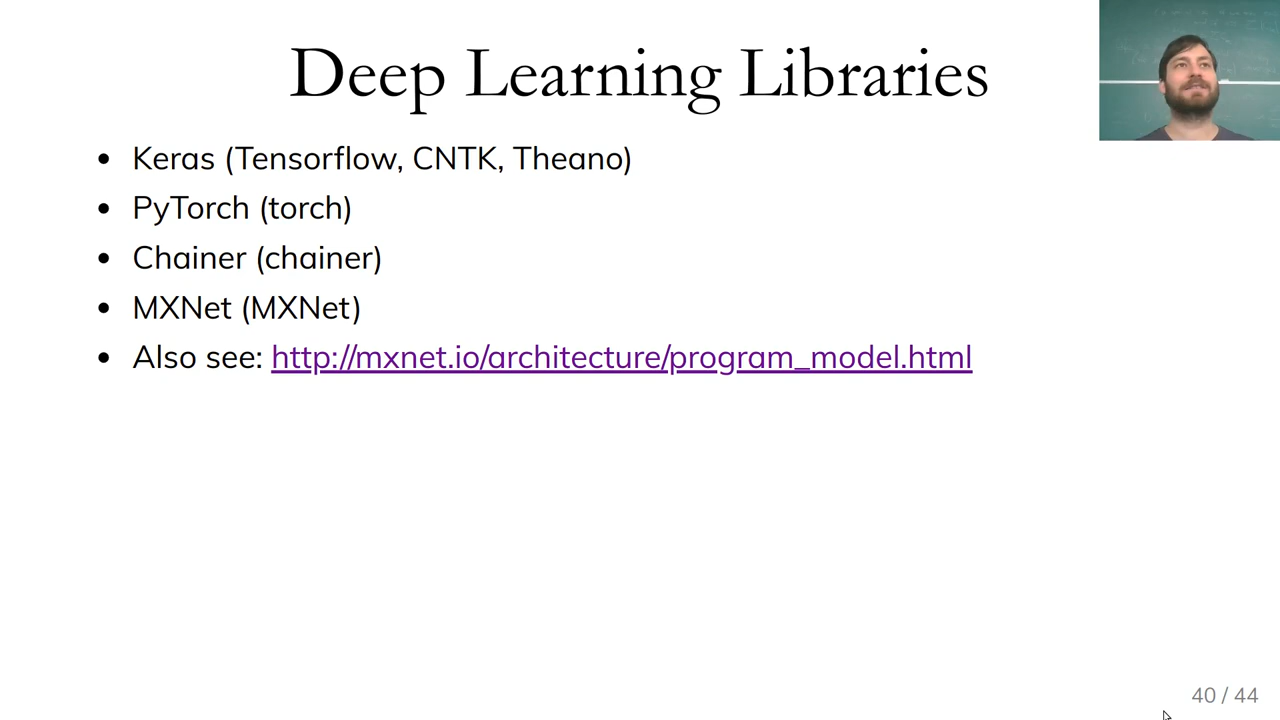 Deep Learning Libraries
• Keras (Tensorflow, CNTK, Theano)
• PyTorch (torch)
• Chainer (chainer)
• MXNet (MXNet)
• Also see: http://mxnet.io/architecture/program_model.html
40 / 44